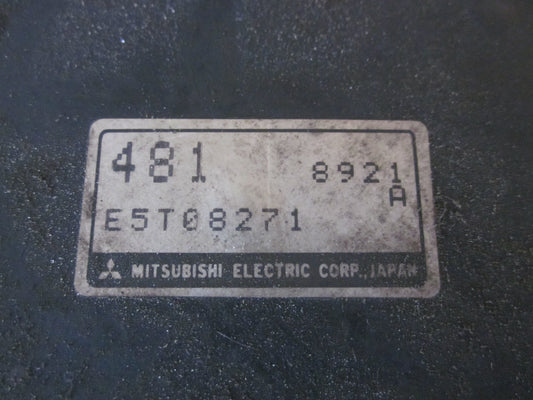 481 8921
A
E5T08271
MITSUBISHI ELECTRIC CORP., JAPAN